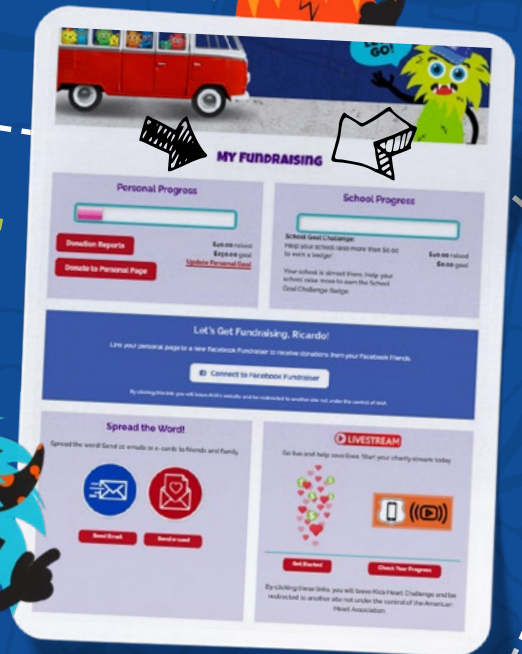 GO!
MY FUNDRAISING
Personal Progress
Donation Reports
Donate to Personal Page
raised
goal
Update Personal Goal
School Progress
School Goal Challenge:
Help your school raise more than $0.00
to earn a badge!
Your school is almost there. Help your
school raise more to earn the School
Goal Challenge Badge
raised
$0.00 goal
Let's Get Fundraising, Ricardo!
Link your personal page to a new Facebook Fundraiser to receive donations from your Facebook friends.
Connect to Facebook Fundraiser
By clicking this link, you will leave AHA's website and be redirected to another site not under the control of AHA
Spread the Word!
Spread the word! Send us emails or e-cards to friends and family.
Send Email
Send e-card
LIVESTREAM
Go live and help save lives. Start your charity stream today
Get Started
Check Your Progress
By clicking these links, you will leave Kids Heart Challenge and be
redirected to another site not under the control of the American
Heart Association.